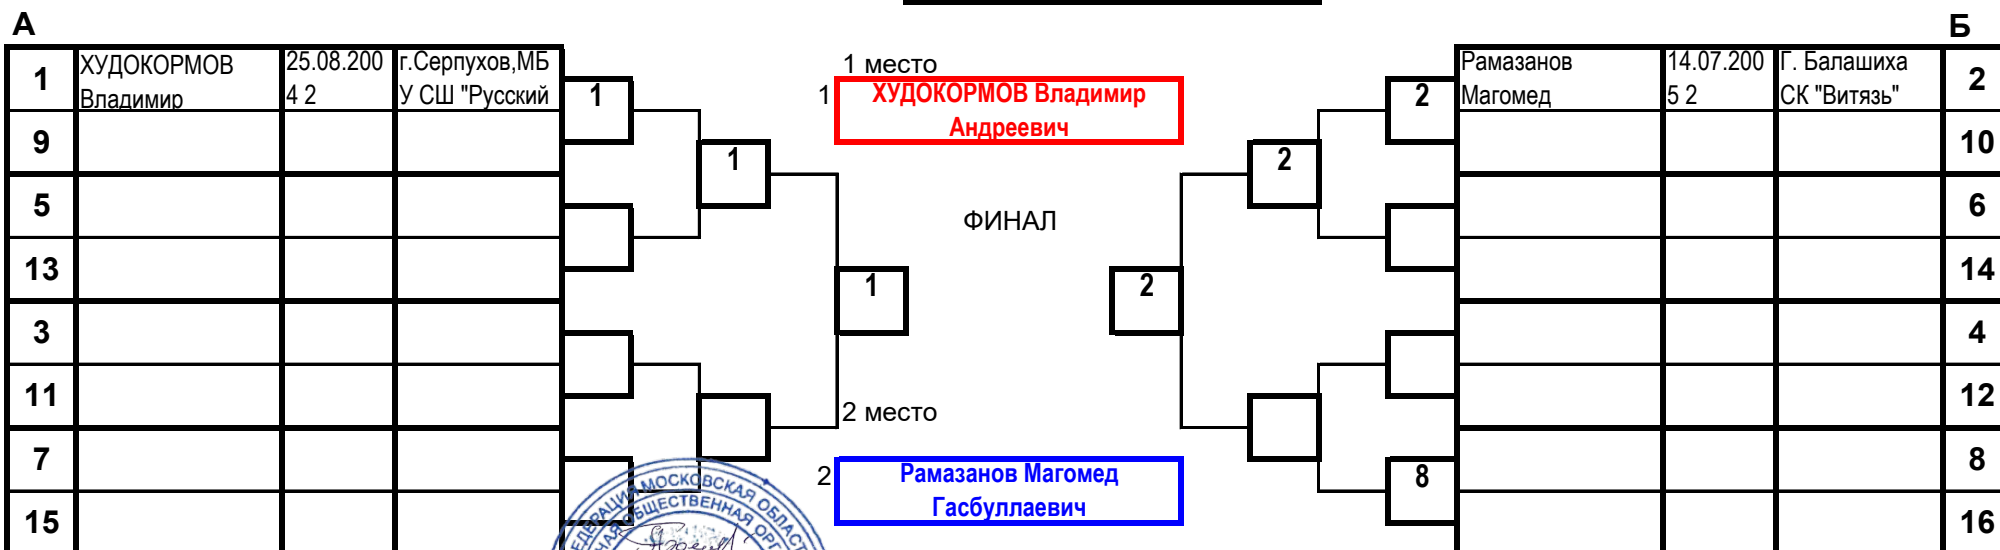 А
Б
1
ХУДОКОРМОВ
Владимир
25.08.200
4 2
г.Серпухов,МБ
У СШ "Русский
1
1 место
1
ХУДОКОРМОВ Владимир
Андреевич
2
Рамазанов
Магомед
14.07.200
5 2
Г. Балашиха
СК "Витязь"
2
9
1
2
10
5
ФИНАЛ
6
13
1
2
14
3
4
11
2 место
12
7
2
Рамазанов Магомед
Гасбуллаевич
8
8
15
16
МОСКОВСКАЯ